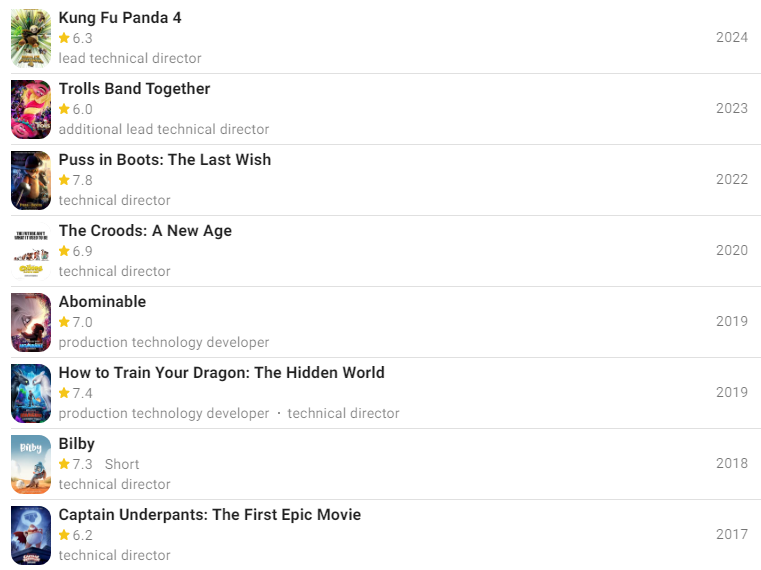 Kung Fu Panda 4
6.3
2024
lead technical director
Trolls Band Together
6.0
2023
additional lead technical director
Puss in Boots: The Last Wish
7.8
2022
technical director
The Croods: A New Age
6.9
2020
technical director
Abominable
7.0
2019
production technology developer
How to Train Your Dragon: The Hidden World
7.4
2019
production technology developer · technical director
Bilby
Bilby
7.3 Short
2018
technical director
Captain Underpants: The First Epic Movie
6.2
2017
technical director